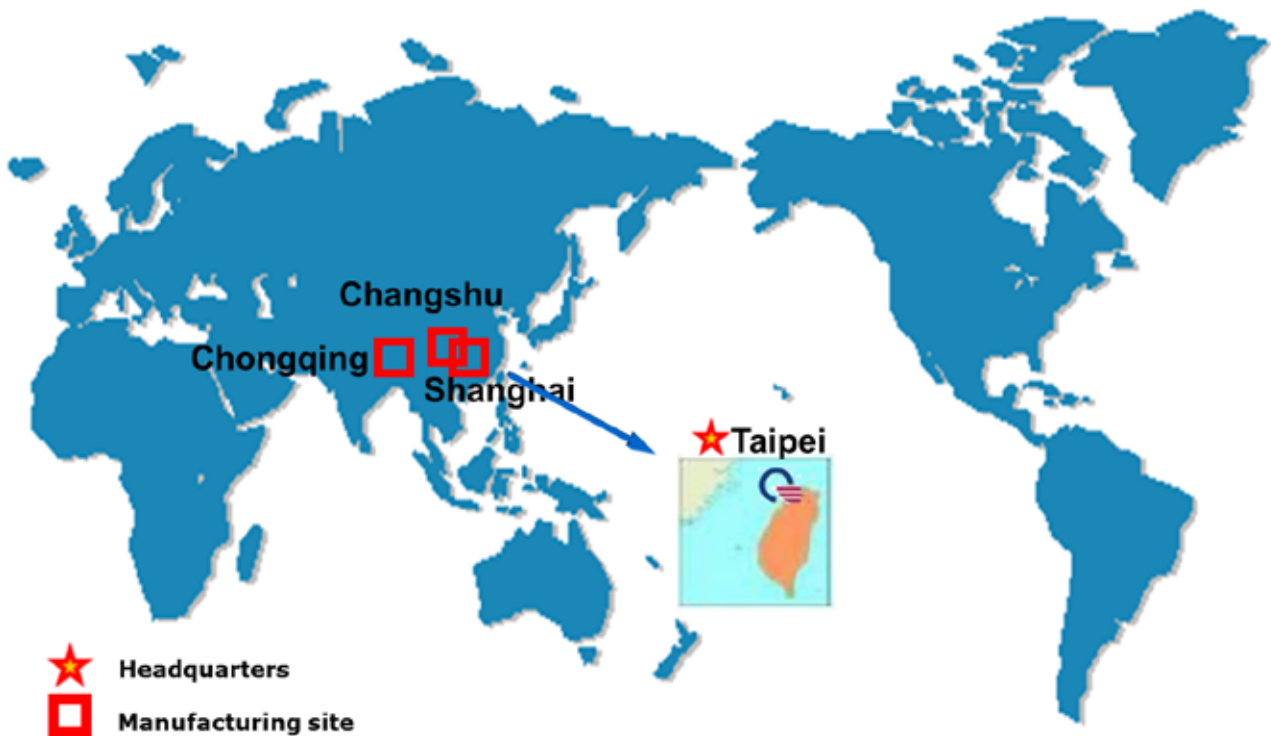 Changshu
Chongqing
Shanghai
Taipei
Headquarters
Manufacturing site